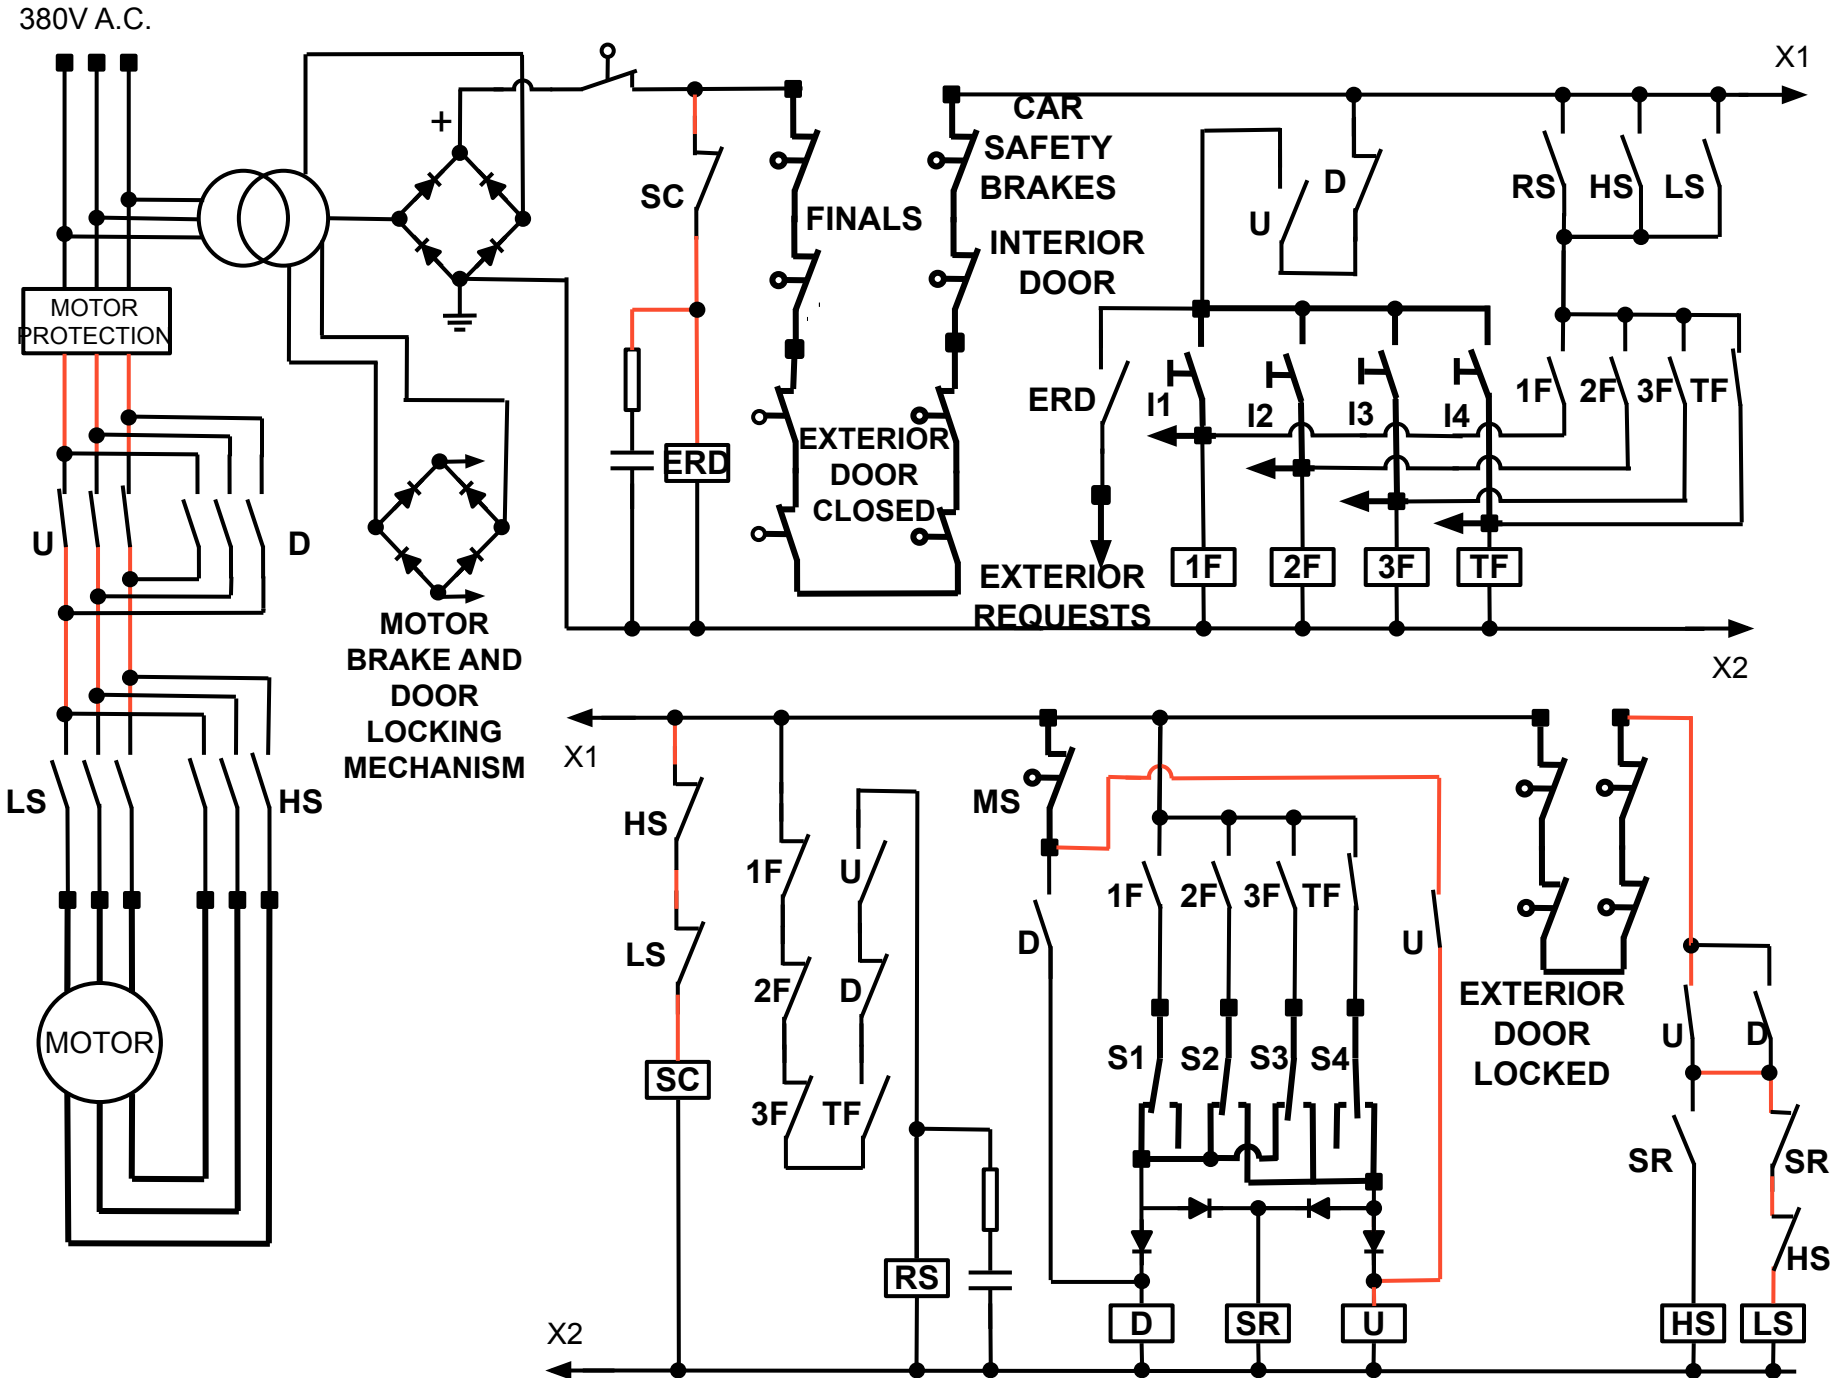 380V A.C.
X1
+
CAR
SAFETY
BRAKES
SC
FINALS
INTERIOR
DOOR
U
D
RS
HS
LS
MOTOR
PROTECTION
ERD
I1
I2
I3
I4
1F
2F
3F
TF
ERD
EXTERIOR
DOOR
CLOSED
U
D
EXTERIOR
REQUESTS
1F
2F
3F
TF
MOTOR
BRAKE AND
DOOR
LOCKING
MECHANISM
X2
X1
LS
HS
HS
MS
1F
U
1F
2F
3F
TF
D
U
LS
2F
D
EXTERIOR
DOOR
LOCKED
MOTOR
U
D
S1
S2
S3
S4
SC
3F
TF
SR
SR
HS
RS
D
SR
U
HS
LS
X2